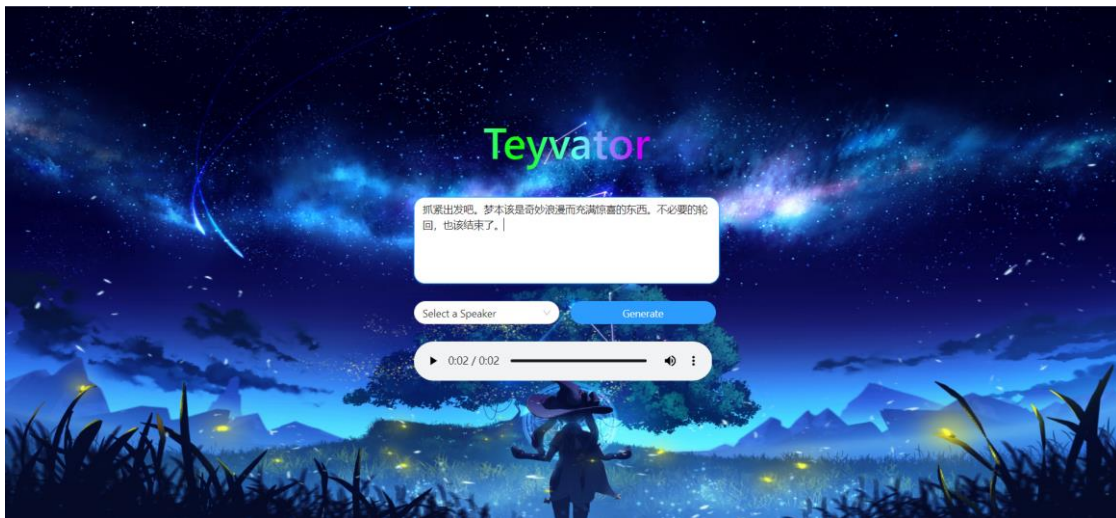 Teyvator
抓紧出发吧。梦本该是奇妙浪漫而充满惊喜的东西。不必要的轮
回，也该结束了。
Select a Speaker
Generate
0:02 / 0:02